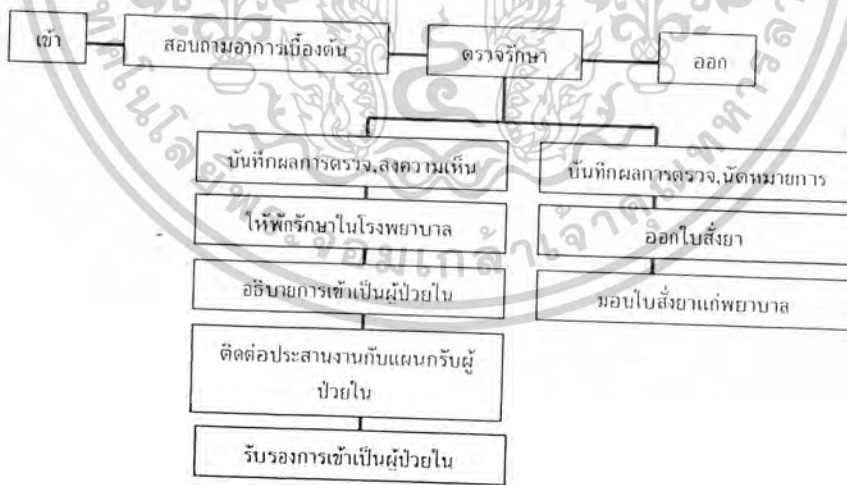 เข้า
สอบถามอาการเบื้องต้น
ตรวจรักษา
ออก
บันทึกผลการตรวจ,ลงความเห็น
ให้พักรักษาในโรงพยาบาล
อธิบายการเข้าเป็นผู้ป่วยใน
ติดต่อประสานงานกับแผนกรับผู้
ป่วยใน
รับรองการเข้าเป็นผู้ป่วยใน
บันทึกผลการตรวจ,นัดหมายการ
ออกใบสั่งยา
มอบใบสั่งยาแก่พยาบาล